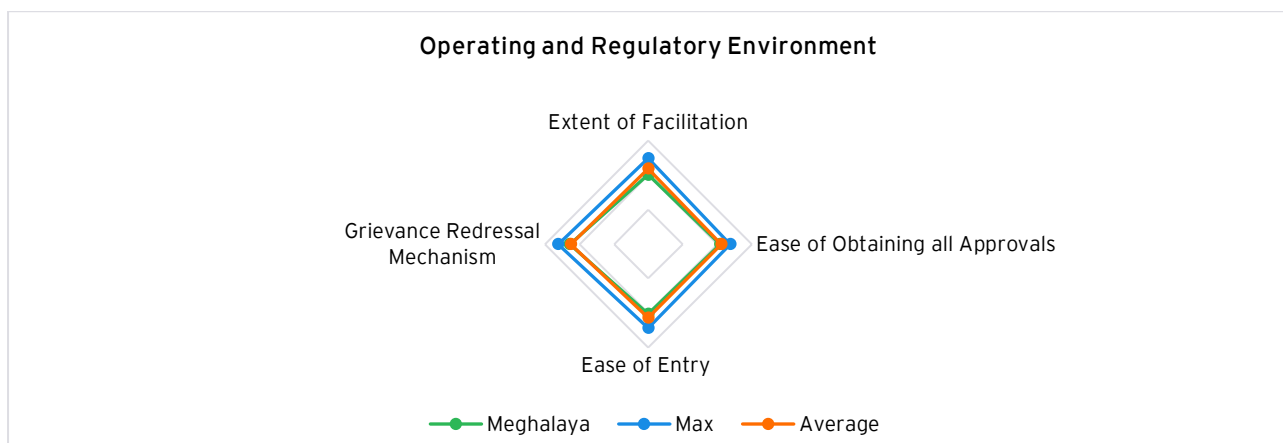 Operating and Regulatory Environment
Extent of Facilitation
Grievance Redressal
Mechanism
Ease of Obtaining all Approvals
Ease of Entry
Meghalaya
Max
Average